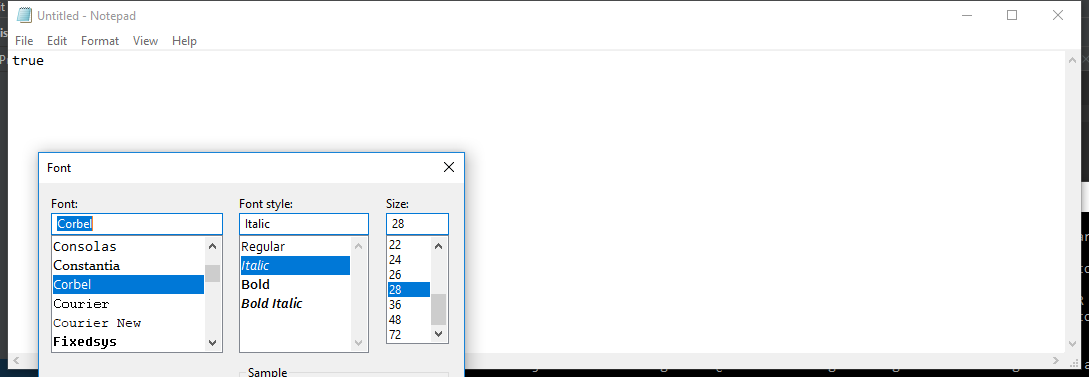 Untitled - Notepad
File Edit Format View Help
true
Font
Font: Font style: Size:
Corbel Italic 28
Consolas Regular 22
Constantia Italic 24
Corbel Bold 26
Courier Bold Italic 28
Courier New 36
Fixedsys 48
72
Sample